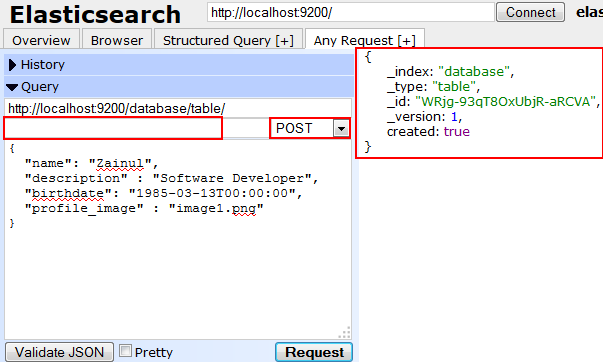 Elasticsearch http://localhost:9200/ Connect elas
Overview Browser Structured Query [+] Any Request [+]
History
Query
http://localhost:9200/database/table/
POST
{
"name": "Zainul",
"description" : "Software Developer",
"birthdate": "1985-03-13T00:00:00",
"profile_image" : "image1.png"
}
Validate JSON Pretty Request
{
_index: "database",
_type: "table",
_id: "WRjg-93qT8OxUbjR-aRCVA",
_version: 1,
created: true
}